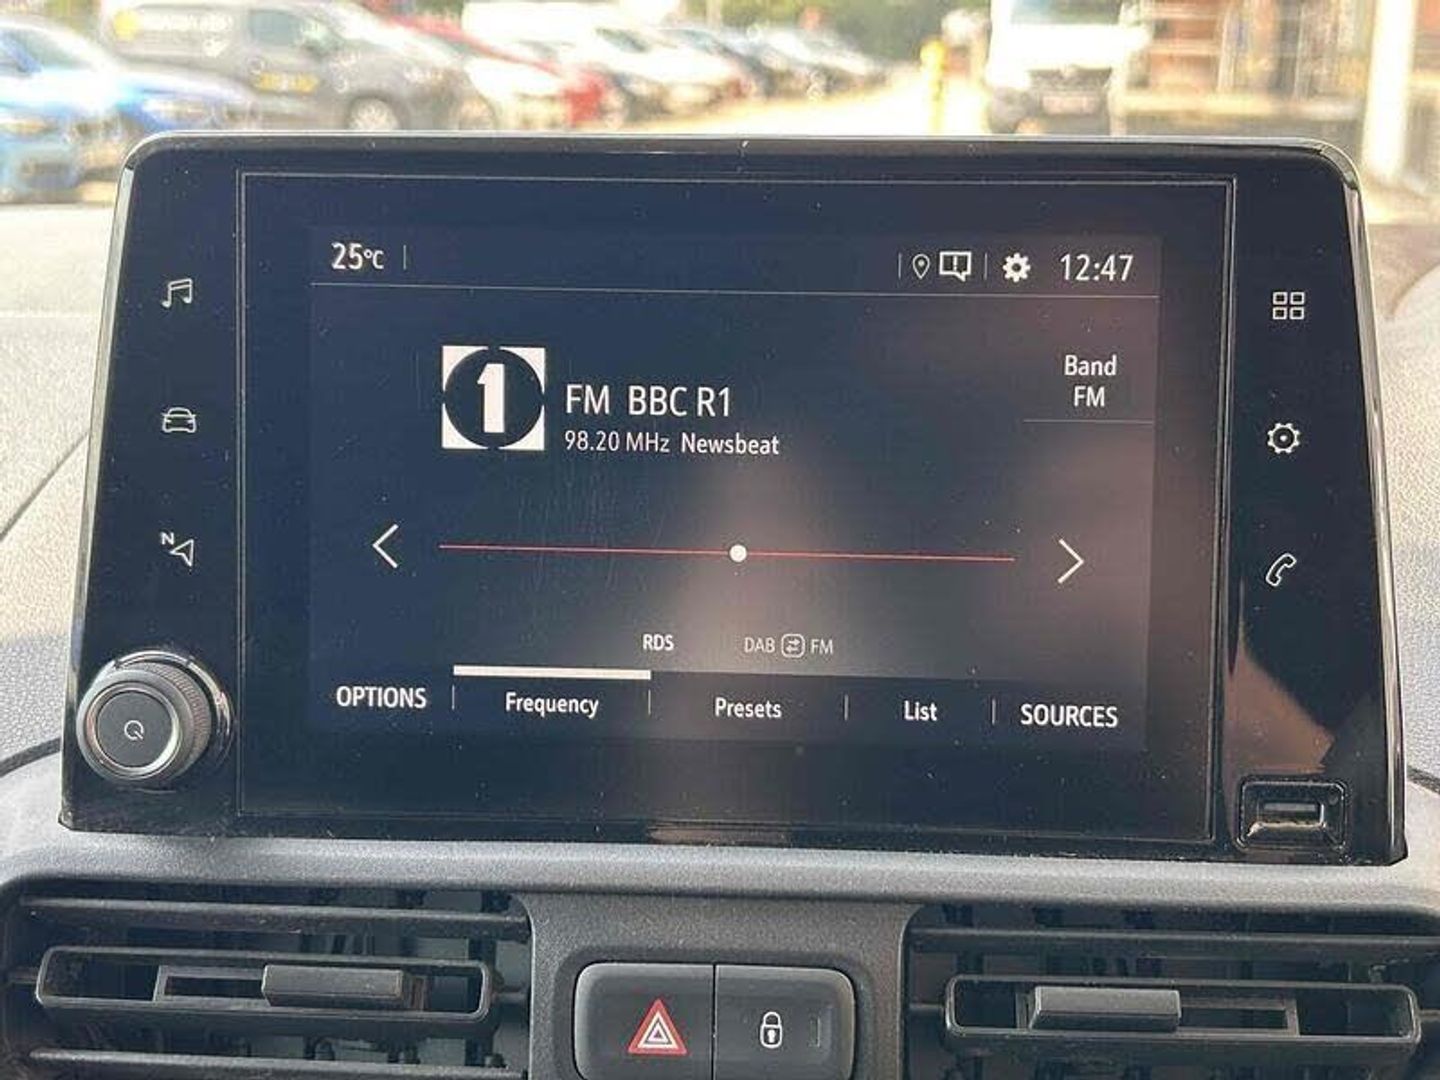 25°C 12:47
1
FM BBC R1
98.20 MHz Newsbeat
Band
FM
N
RDS DAB FM
OPTIONS Frequency Presets List SOURCES